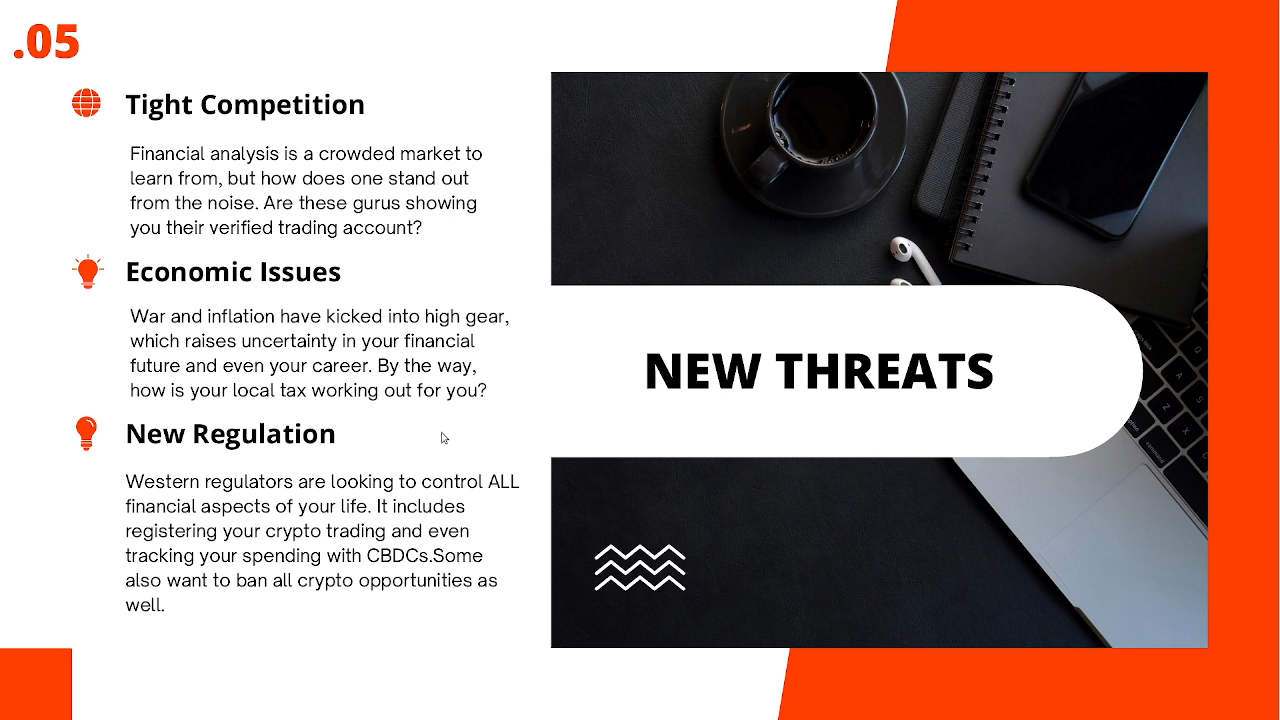 .05
Tight Competition
Financial analysis is a crowded market to
learn from, but how does one stand out
from the noise. Are these gurus showing
you their verified trading account?
Economic Issues
War and inflation have kicked into high gear,
which raises uncertainty in your financial
future and even your career. By the way,
how is your local tax working out for you?
New Regulation
Western regulators are looking to control ALL
financial aspects of your life. It includes
registering your crypto trading and even
tracking your spending with CBDCs.Some
also want to ban all crypto opportunities as
well.
NEW THREATS